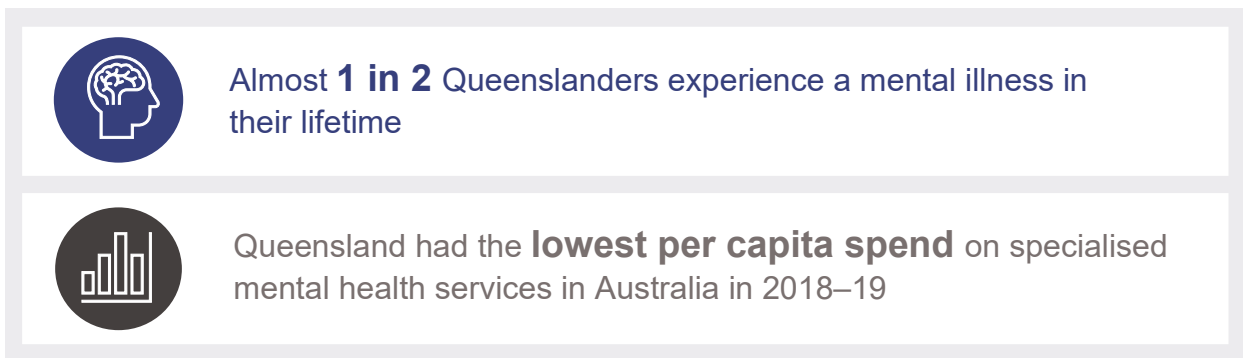 Almost 1 in 2 Queenslanders experience a mental illness in
their lifetime
Queensland had the lowest per capita spend on specialised
mental health services in Australia in 2018–19